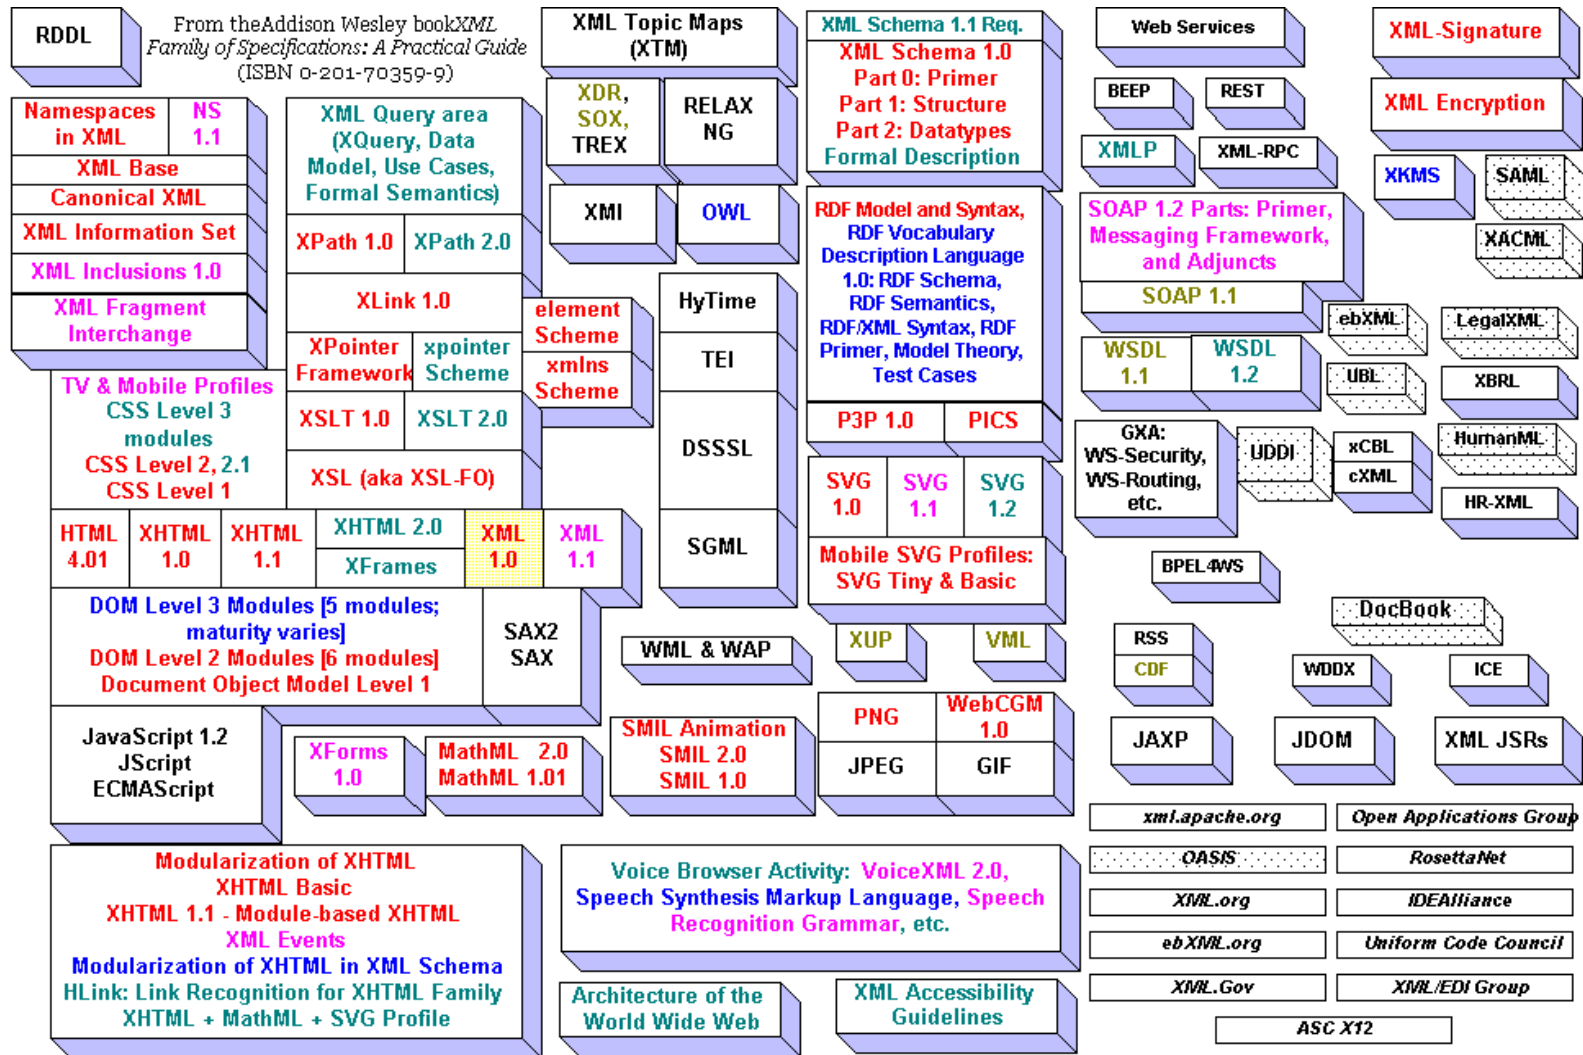 RDDL
From theAddison Wesley bookXML
Family of Specifications: A Practical Guide
(ISBN 0-201-70359-9)
XML Topic Maps
(XTM)
XML Schema 1.1 Req.
XML Schema 1.0
Part 0: Primer
Part 1: Structure
Part 2: Datatypes
Formal Description
Web Services
XML-Signature
XML Encryption
Namespaces
in XML
NS
1.1
XML Base
Canonical XML
XML Information Set
XML Inclusions 1.0
XML Fragment
Interchange
XML Query area
(XQuery, Data
Model, Use Cases,
Formal Semantics)
XPath 1.0
XPath 2.0
XLink 1.0
XPointer
Framework
xpointer
Scheme
element
Scheme
xmlns
Scheme
XSLT 1.0
XSLT 2.0
XSL (aka XSL-FO)
XDR,
SOX,
TREX
RELAX
NG
XMI
OWL
HyTime
TEI
DSSSL
SGML
RDF Model and Syntax,
RDF Vocabulary
Description Language
1.0: RDF Schema,
RDF Semantics,
RDF/XML Syntax, RDF
Primer, Model Theory,
Test Cases
P3P 1.0
PICS
SVG
1.0
SVG
1.1
SVG
1.2
Mobile SVG Profiles:
SVG Tiny & Basic
BEEP
REST
XMLP
XML-RPC
XKMS
SAML
XACML
SOAP 1.2 Parts: Primer,
Messaging Framework,
and Adjuncts
SOAP 1.1
WSDL
1.1
WSDL
1.2
ebXML
LegalXML
UBL
XBRL
GXA:
WS-Security,
WS-Routing,
etc.
UDDI
xCBL
cXML
HumanML
HR-XML
BPEL4WS
DocBook
TV & Mobile Profiles
CSS Level 3
modules
CSS Level 2, 2.1
CSS Level 1
HTML
4.01
XHTML
1.0
XHTML
1.1
XHTML 2.0
XFrames
XML
1.0
XML
1.1
DOM Level 3 Modules [5 modules;
maturity varies]
DOM Level 2 Modules [6 modules]
Document Object Model Level 1
SAX2
SAX
WML & WAP
XUP
VML
RSS
CDF
WDDX
ICE
JavaScript 1.2
JScript
ECMAScript
XForms
1.0
MathML 2.0
MathML 1.01
SMIL Animation
SMIL 2.0
SMIL 1.0
PNG
WebCGM
1.0
JPEG
GIF
JAXP
JDOM
XML JSRs
xml.apache.org
Open Applications Group
OASIS
RosettaNet
XML.org
IDEAlliance
ebXML.org
Uniform Code Council
XML.Gov
XML/EDI Group
ASC X12
Modularization of XHTML
XHTML Basic
XHTML 1.1 - Module-based XHTML
XML Events
Modularization of XHTML in XML Schema
HLink: Link Recognition for XHTML Family
XHTML + MathML + SVG Profile
Voice Browser Activity: VoiceXML 2.0,
Speech Synthesis Markup Language, Speech
Recognition Grammar, etc.
Architecture of the
World Wide Web
XML Accessibility
Guidelines